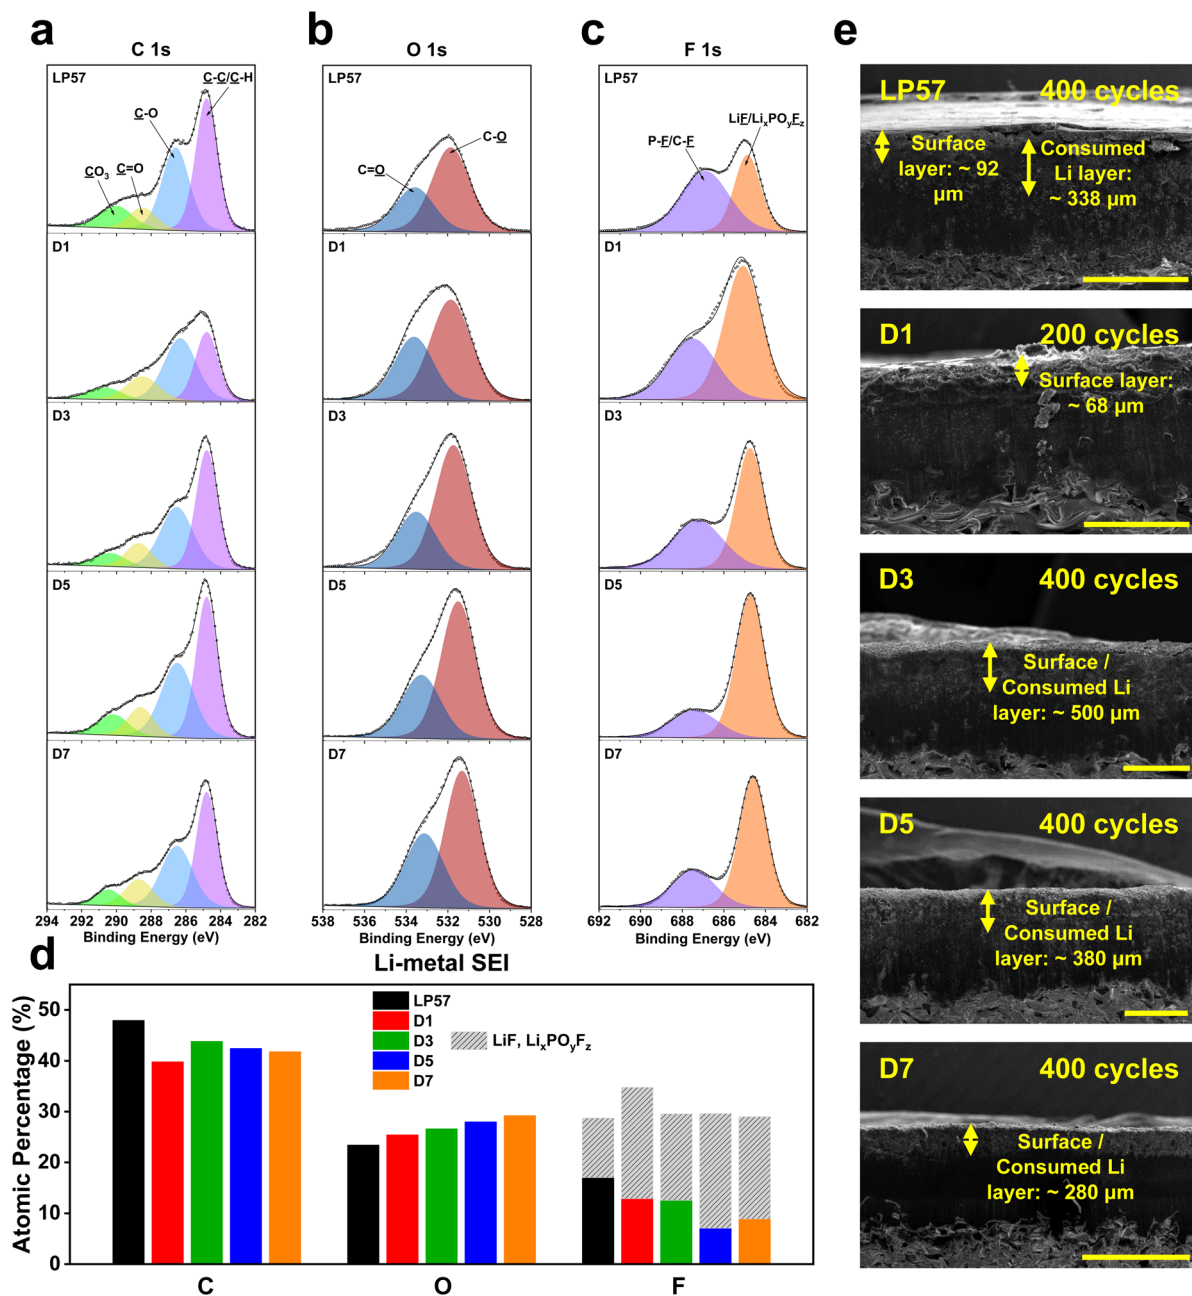 a
C 1s
LP57
C-C/C-H
C-O
CO3
C=O
D1
D3
D5
D7
294 292 290 288 286 284 282
Binding Energy (eV)
b
O 1s
LP57
C-O
C=O
D1
D3
D5
D7
538 536 534 532 530 528
Binding Energy (eV)
c
F 1s
LP57
LiF/LixPOyFz
P-F/C-F
D1
D3
D5
D7
692 690 688 686 684 682
Binding Energy (eV)
d
Li-metal SEI
Atomic Percentage (%)
50
40
30
20
10
0
LP57
D1
D3
D5
D7
LiF, LixPOyFz
C
O
F
e
LP57
400 cycles
Surface
layer: ~ 92
µm
Consumed
Li layer:
~ 338 µm
D1
200 cycles
Surface layer:
~ 68 µm
D3
400 cycles
Surface /
Consumed Li
layer: ~ 500 µm
D5
400 cycles
Surface /
Consumed Li
layer: ~ 380 µm
D7
400 cycles
Surface /
Consumed Li
layer: ~ 280 µm